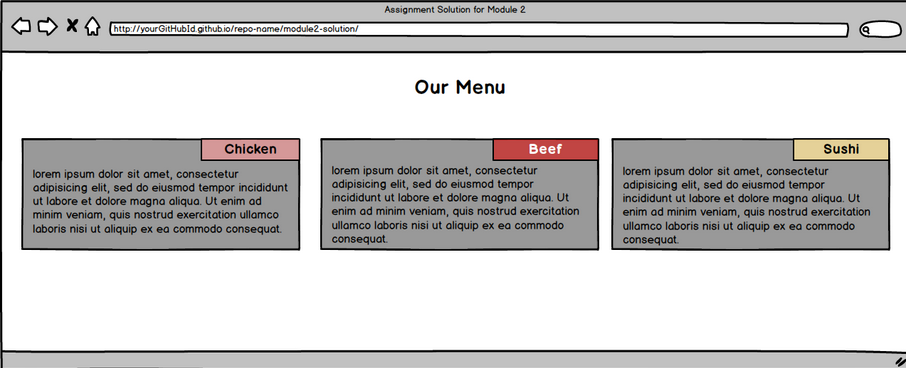 Assignment Solution for Module 2
http://yourGitHubId.github.io/repo-name/module2-solution/
Our Menu
Chicken
lorem ipsum dolor sit amet, consectetur
adipisicing elit, sed do eiusmod tempor incididunt
ut labore et dolore magna aliqua. Ut enim ad
minim veniam, quis nostrud exercitation ullamco
laboris nisi ut aliquip ex ea commodo consequat.
Beef
lorem ipsum dolor sit amet, consectetur
adipisicing elit, sed do eiusmod tempor
incididunt ut labore et dolore magna aliqua. Ut
enim ad minim veniam, quis nostrud exercitation
ullamco laboris nisi ut aliquip ex ea commodo
consequat.
Sushi
lorem ipsum dolor sit amet, consectetur
adipisicing elit, sed do eiusmod tempor
incididunt ut labore et dolore magna aliqua. Ut
enim ad minim veniam, quis nostrud exercitation
ullamco laboris nisi ut aliquip ex ea commodo
consequat.